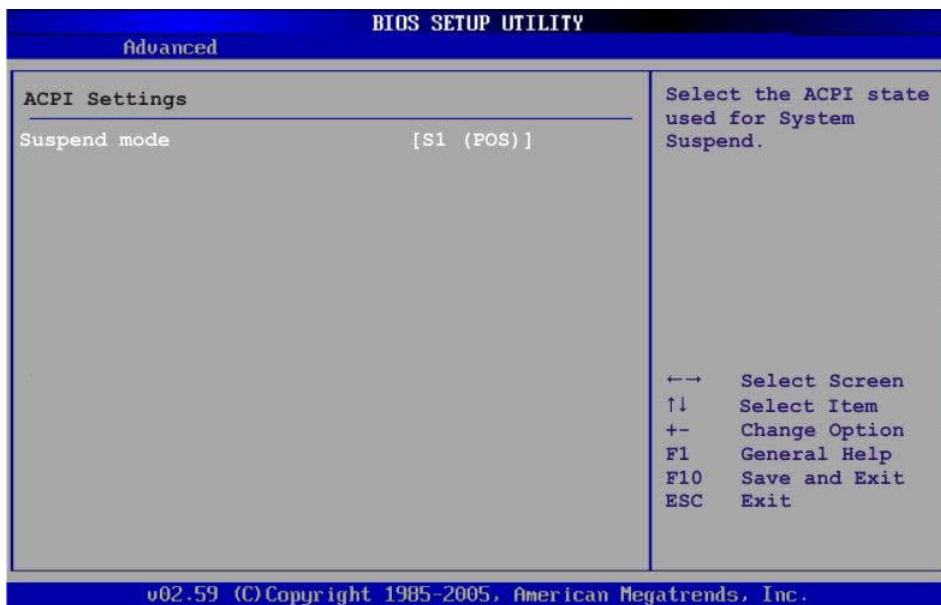 BIOS SETUP UTILITY
Advanced
ACPI Settings
Suspend mode [S1 (POS)]
Select the ACPI state
used for System
Suspend.
←→ Select Screen
↑↓ Select Item
+- Change Option
F1 General Help
F10 Save and Exit
ESC Exit
v02.59 (C)Copyright 1985-2005, American Megatrends, Inc.